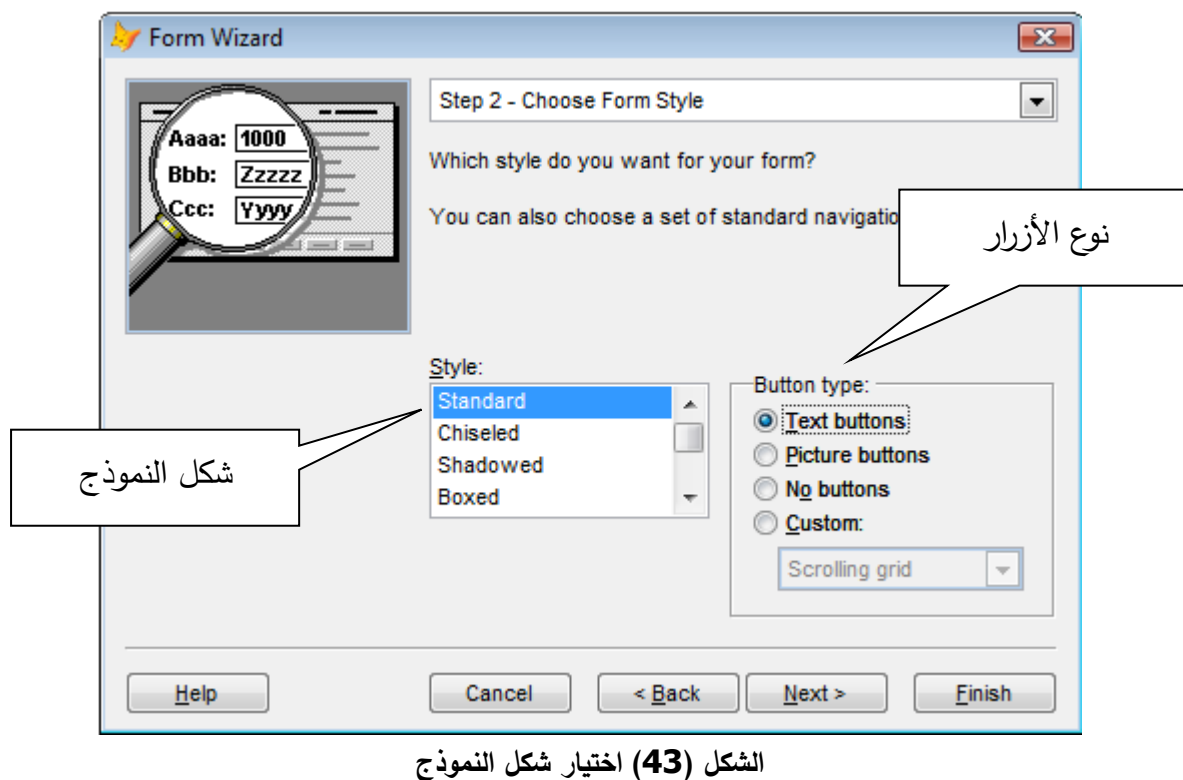 Form Wizard
Step 2 - Choose Form Style
Aaaa: 1000
Bbb: Zzzzz
Ccc: Yyyy
Which style do you want for your form?
You can also choose a set of standard navigatio
نوع الأزرار
Style:
Standard
Chiseled
Shadowed
Boxed
شكل النموذج
Button type:
Text buttons
Picture buttons
No buttons
Custom:
Scrolling grid
Help
Cancel
< Back
Next >
Finish
الشكل (43) اختيار شكل النموذج